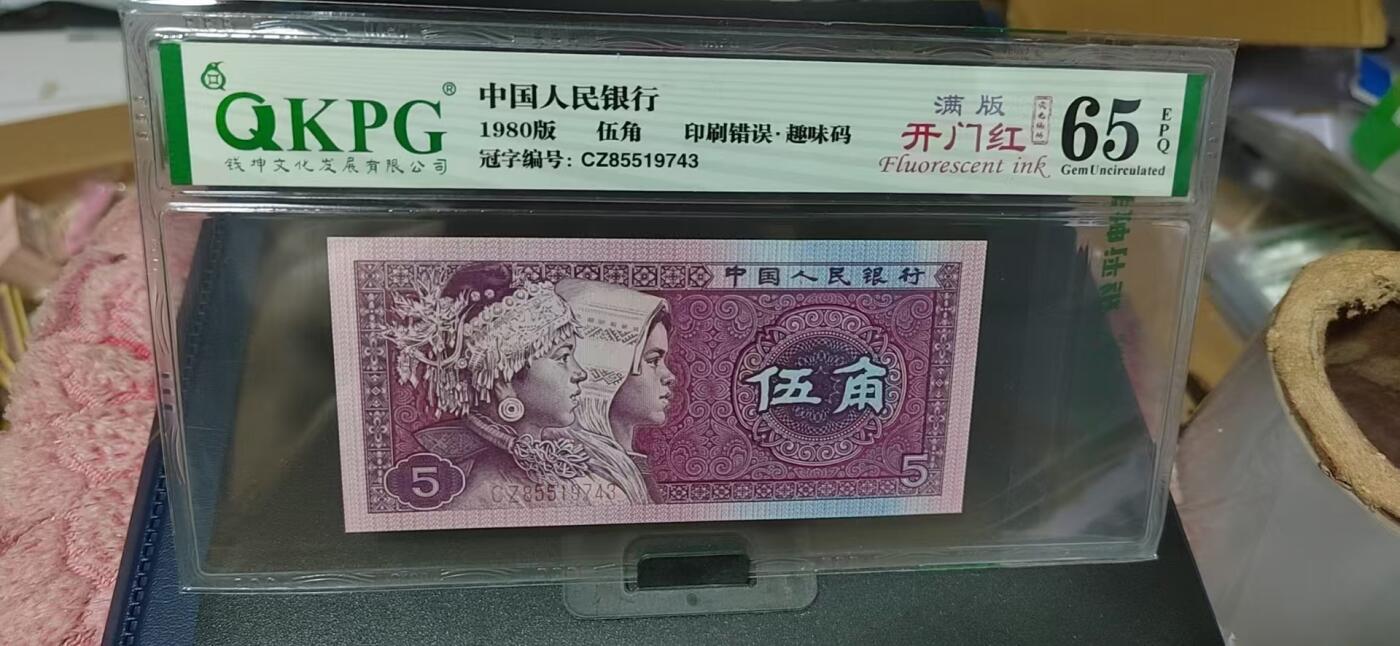 QKPG®
钱坤文化发展有限公司
中国人民银行
1980版 伍角 印刷错误·趣味码
冠字编号: CZ85519743
满版
开门红
Fluorescent ink
65
EPQ
Gem Uncirculated
中国人民银行
伍角
5
CZ85519743
5